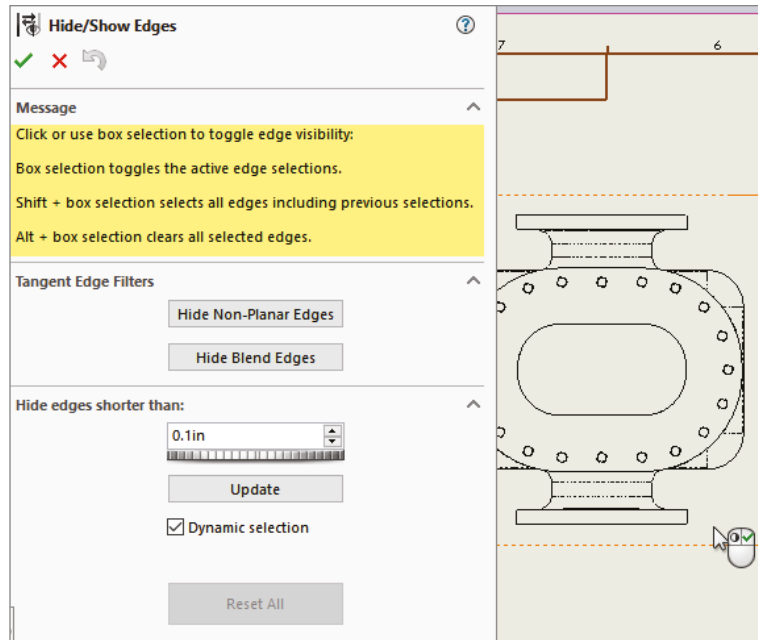 Hide/Show Edges
Message
Click or use box selection to toggle edge visibility:
Box selection toggles the active edge selections.
Shift + box selection selects all edges including previous selections.
Alt + box selection clears all selected edges.
Tangent Edge Filters
Hide Non-Planar Edges
Hide Blend Edges
Hide edges shorter than:
0.1in
Update
Dynamic selection
Reset All
7
6